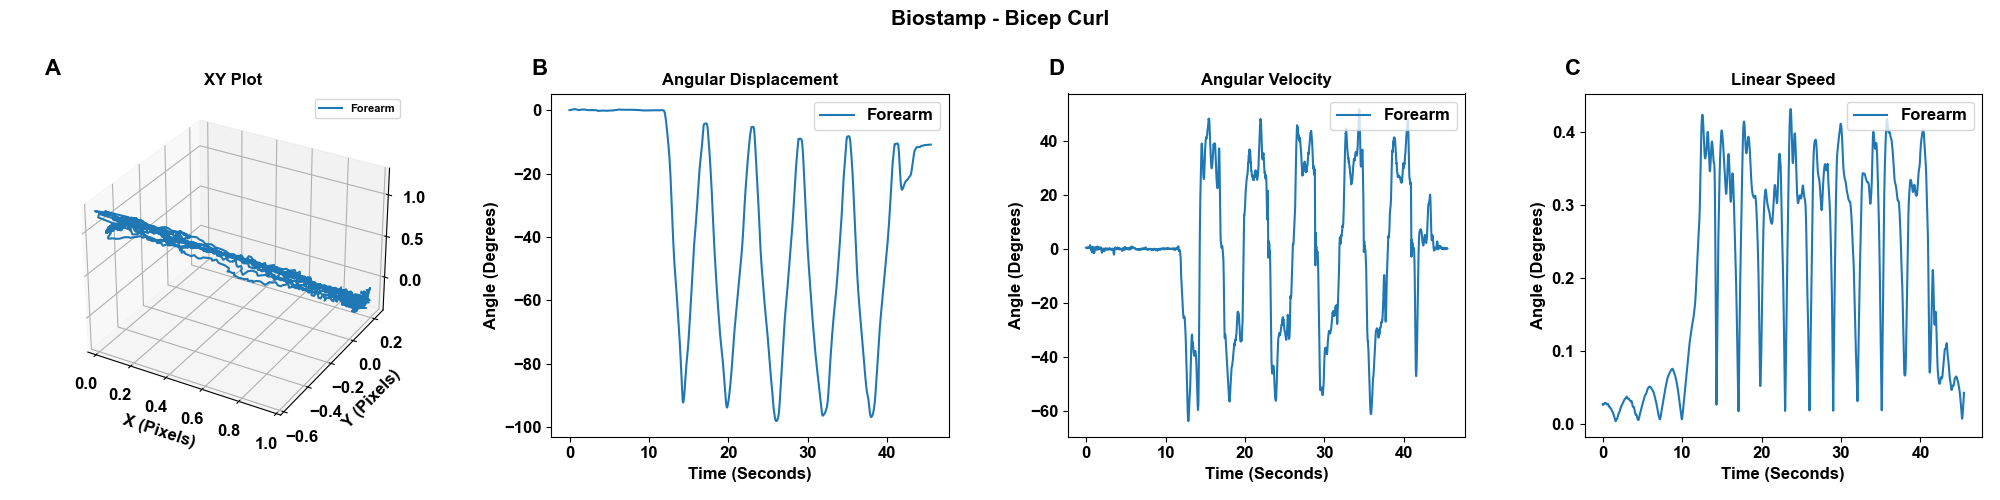 Biostamp - Bicep Curl
A
XY Plot
Forearm
1.0
0.5
0.0
0.2
0.0
−0.2
−0.4
−0.6
Y (Pixels)
0.0
0.2
0.4
0.6
0.8
1.0
X (Pixels)
B
Angular Displacement
Forearm
0
−20
−40
−60
−80
−100
Angle (Degrees)
0 10 20 30 40
Time (Seconds)
D
Angular Velocity
Forearm
40
20
0
−20
−40
−60
Angle (Degrees)
0 10 20 30 40
Time (Seconds)
C
Linear Speed
Forearm
0.4
0.3
0.2
0.1
0.0
Angle (Degrees)
0 10 20 30 40
Time (Seconds)